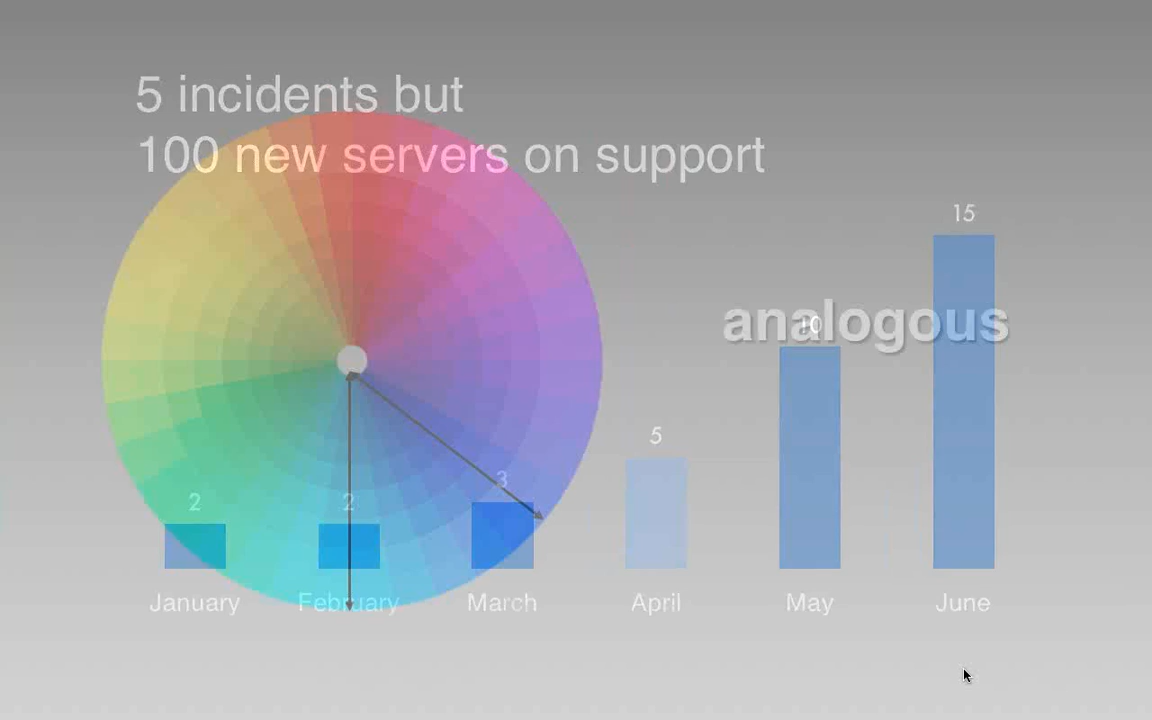 5 incidents but
100 new servers on support
15
analogous
10
5
3
2
2
January
February
March
April
May
June